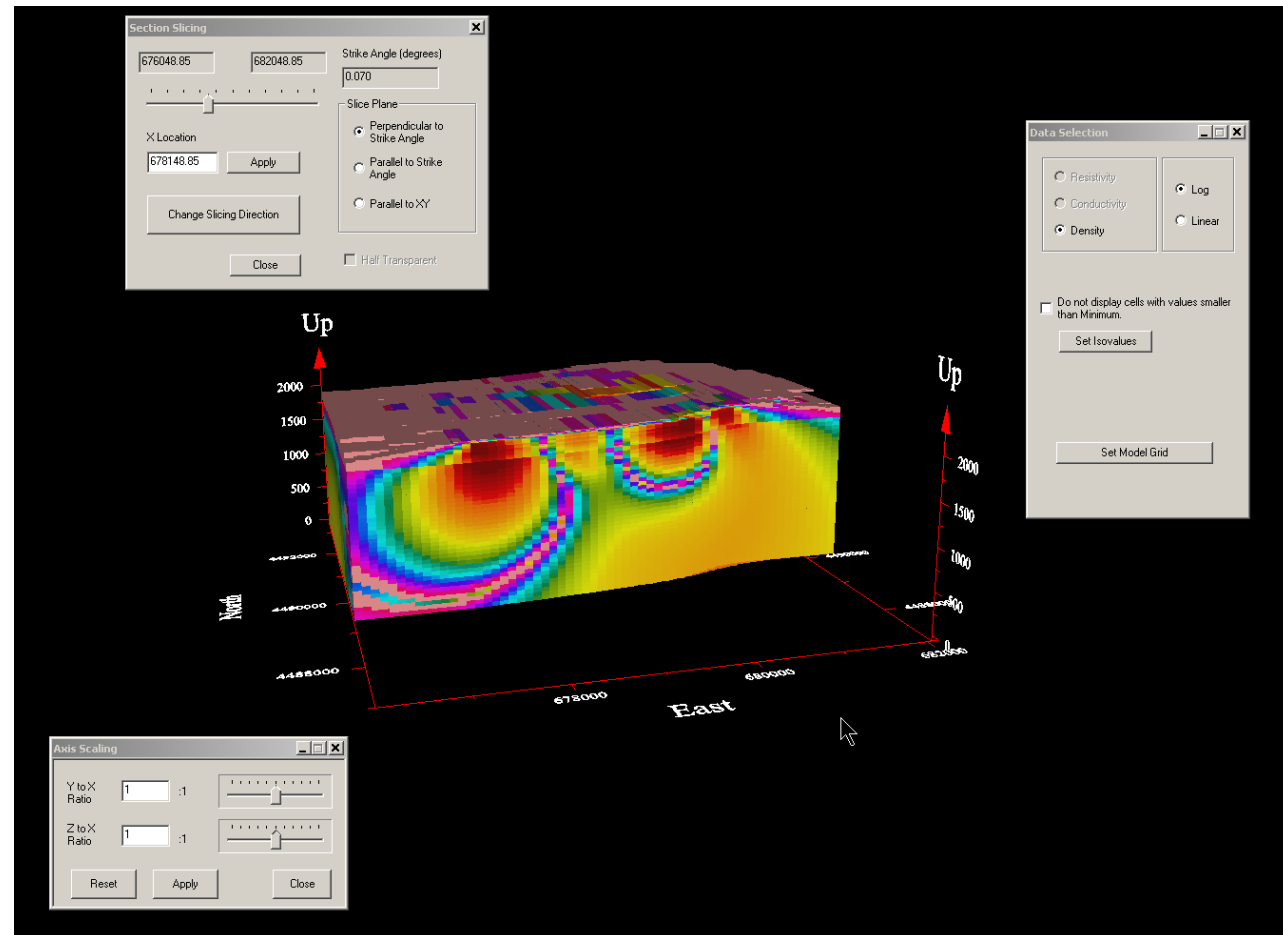 Section Slicing
676048.85
682048.85
Strike Angle (degrees)
0.070
Slice Plane
Perpendicular to
Strike Angle
Parallel to Strike
Angle
Parallel to XY
X Location
678148.85
Apply
Change Slicing Direction
Close
Half Transparent
Data Selection
Resistivity
Conductivity
Density
Log
Linear
Do not display cells with values smaller
than Minimum.
Set Isovalues
Set Model Grid
Up
2000
1500
1000
500
0
North
4490000
4488000
678000
680000
682000
East
Up
2000
1500
1000
0
Axis Scaling
Y to X
Ratio
1
:1
Z to X
Ratio
1
:1
Reset
Apply
Close